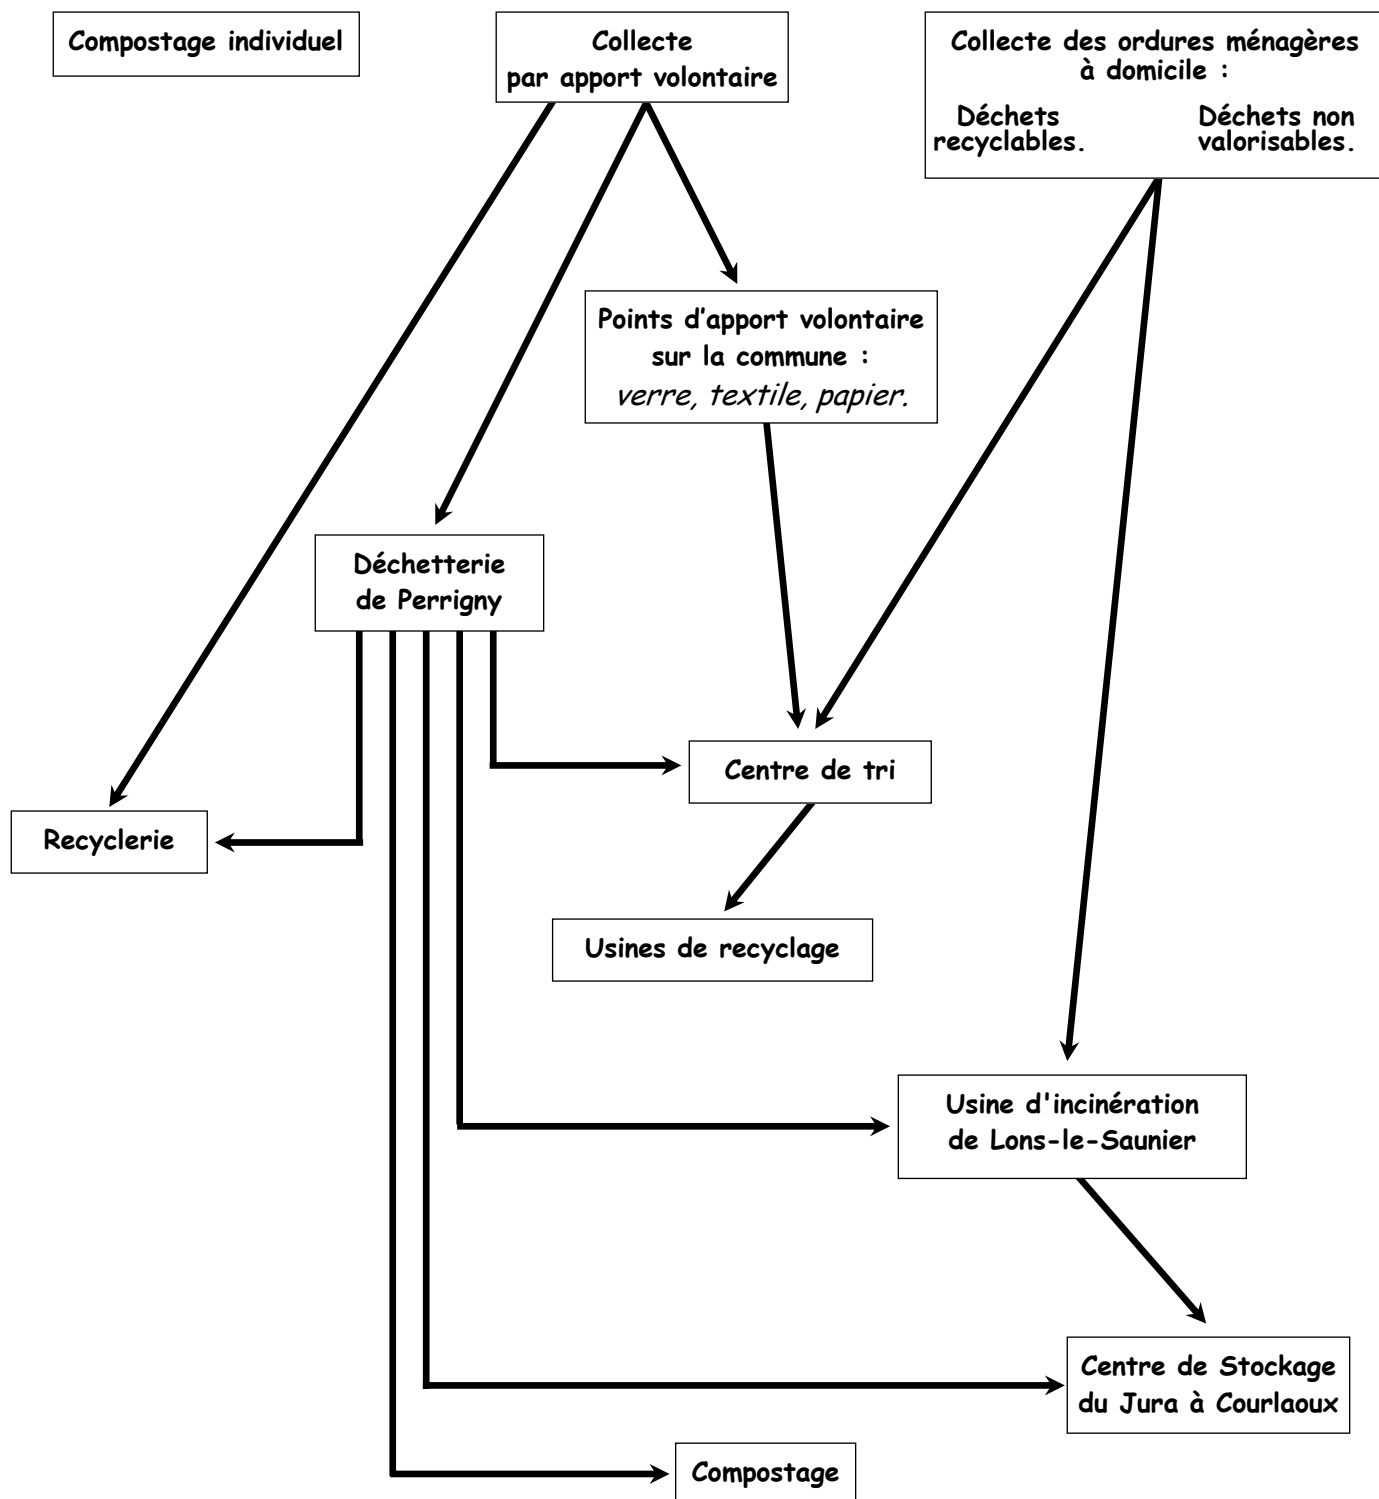 Compostage individuel
Collecte
par apport volontaire
Collecte des ordures ménagères
à domicile :
Déchets
recyclables.
Déchets non
valorisables.
Points d'apport volontaire
sur la commune :
verre, textile, papier.
Déchetterie
de Perrigny
Centre de tri
Recyclerie
Usines de recyclage
Usine d'incinération
de Lons-le-Saunier
Centre de Stockage
du Jura à Courlaoux
Compostage